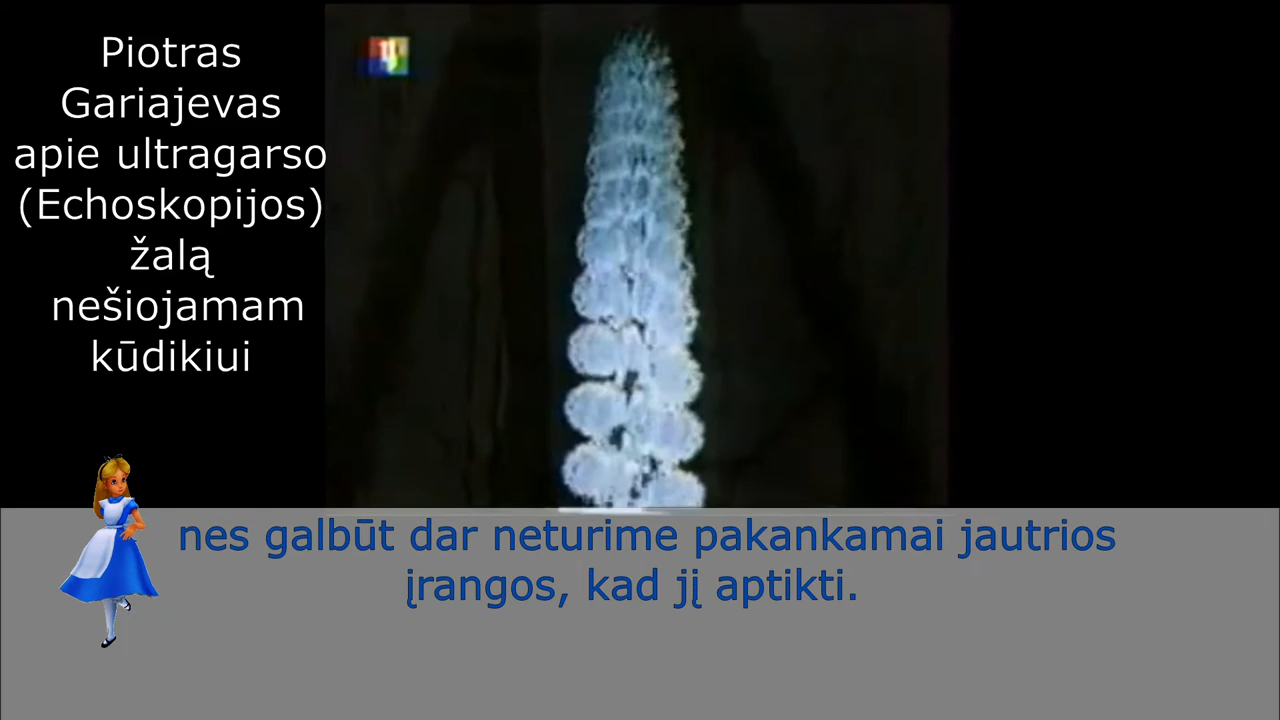 Piotras
Gariajevas
apie ultragarso
(Echoskopijos)
žalą
nešiojamam
kūdikiui
nes galbūt dar neturime pakankamai jautrios
įrangos, kad jį aptikti.